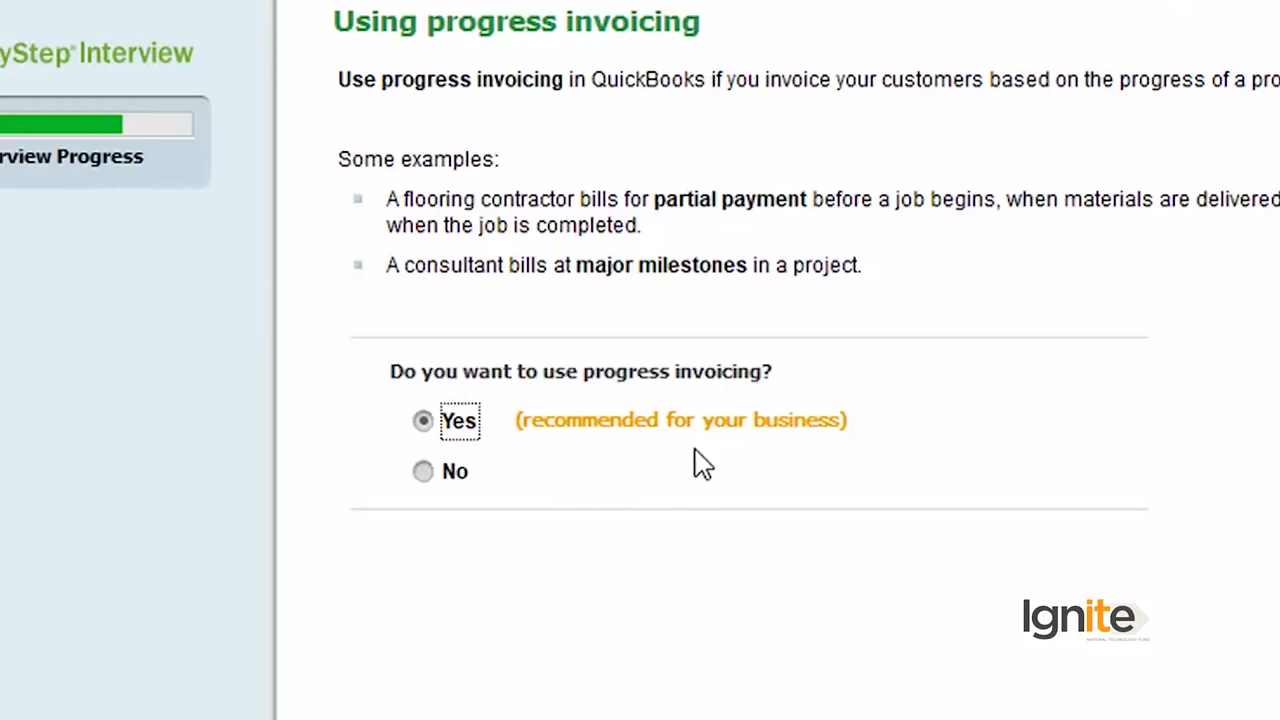 Using progress invoicing
yStep Interview
Use progress invoicing in QuickBooks if you invoice your customers based on the progress of a pro
rview Progress
Some examples:
A flooring contractor bills for partial payment before a job begins, when materials are delivered
when the job is completed.
A consultant bills at major milestones in a project.
Do you want to use progress invoicing?
Yes (recommended for your business)
No
Ignite
NATIONAL TECHNOLOGY FUND